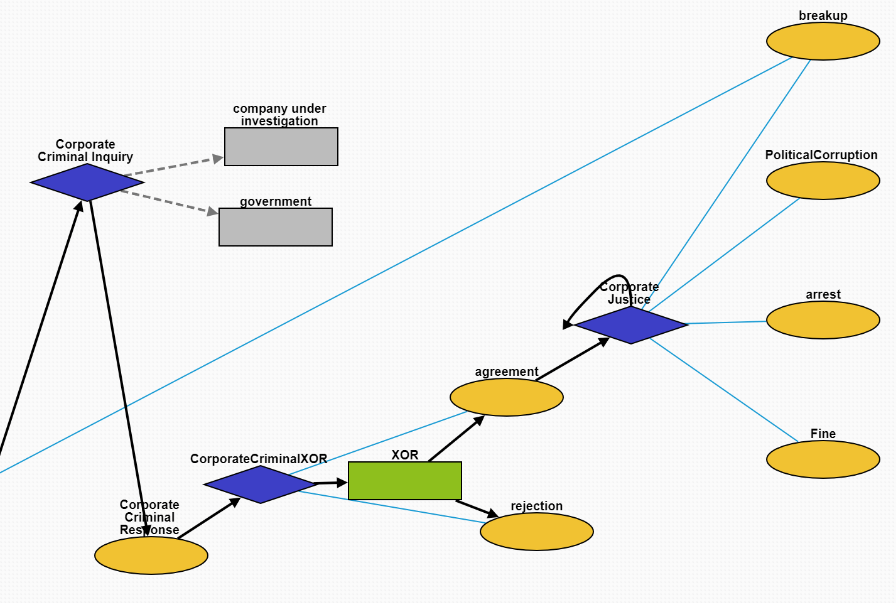 breakup
company under
investigation
Corporate
Criminal Inquiry
PoliticalCorruption
government
Corporate
Justice
arrest
agreement
Fine
CorporateCriminalXOR
XOR
Corporate
Criminal
Response
rejection